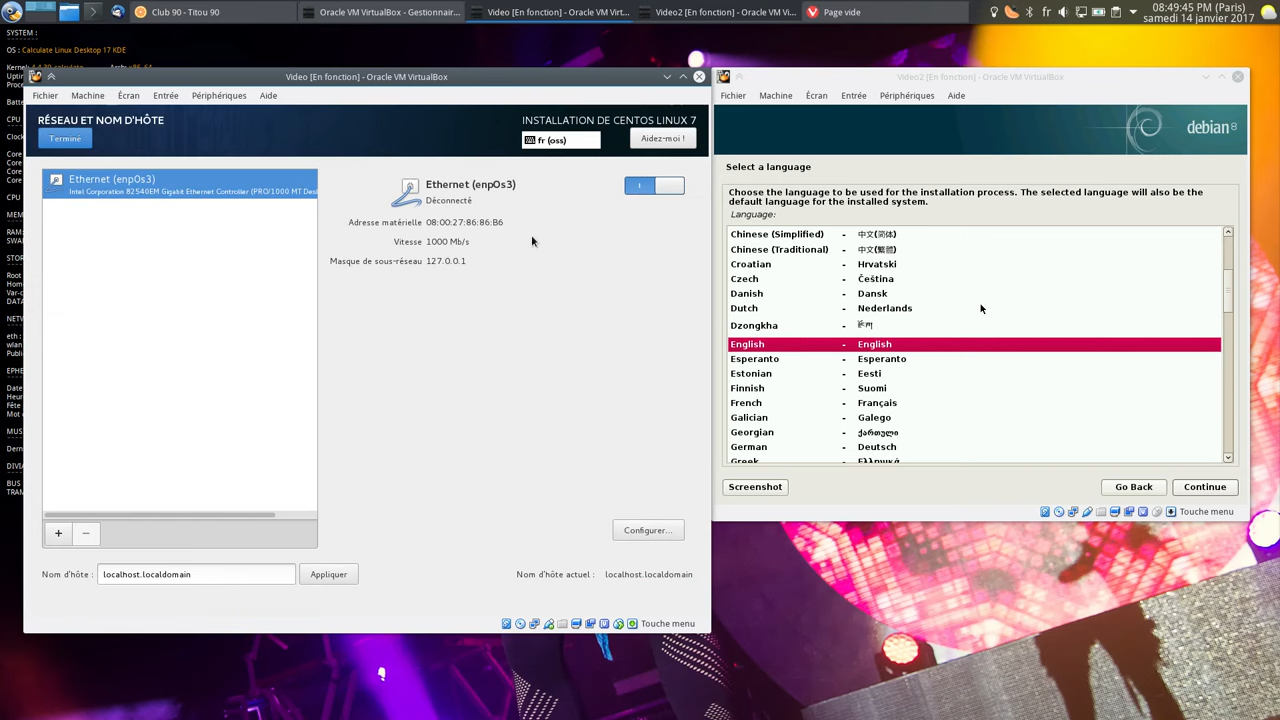 Club 90 - Titou 90
Oracle VM VirtualBox - Gestionnaire...
Video [En fonction] - Oracle VM Virt...
Video2 [En fonction] - Oracle VM Vi...
Page vide
fr
08:49:45 PM (Paris)
samedi 14 janvier 2017
SYSTEM :
OS : Calculate Linux Desktop 17 KDE
Video [En fonction] - Oracle VM VirtualBox
Fichier Machine Écran Entrée Périphériques Aide
RÉSEAU ET NOM D'HÔTE
INSTALLATION DE CENTOS LINUX 7
Terminé
fr (oss)
Aidez-moi !
Ethernet (enp0s3)
Intel Corporation 82540EM Gigabit Ethernet Controller (PRO/1000 MT Des
Ethernet (enp0s3)
Déconnecté
Adresse matérielle 08:00:27:86:86:B6
Vitesse 1000 Mb/s
Masque de sous-réseau 127.0.0.1
+ -
Configurer...
Nom d'hôte : localhost.localdomain Appliquer
Nom d'hôte actuel : localhost.localdomain
Touche menu
Video2 [En fonction] - Oracle VM VirtualBox
Fichier Machine Écran Entrée Périphériques Aide
debian 8
Select a language
Choose the language to be used for the installation process. The selected language will also be the
default language for the installed system.
Language:
Chinese (Simplified) - 中文(简体)
Chinese (Traditional) - 中文(繁體)
Croatian - Hrvatski
Czech - Čeština
Danish - Dansk
Dutch - Nederlands
Dzongkha - རྫོང་ཁ།
English - English
Esperanto - Esperanto
Estonian - Eesti
Finnish - Suomi
French - Français
Galician - Galego
Georgian - ქართული
German - Deutsch
Greek - Ελληνικά
Screenshot
Go Back
Continue
Touche menu